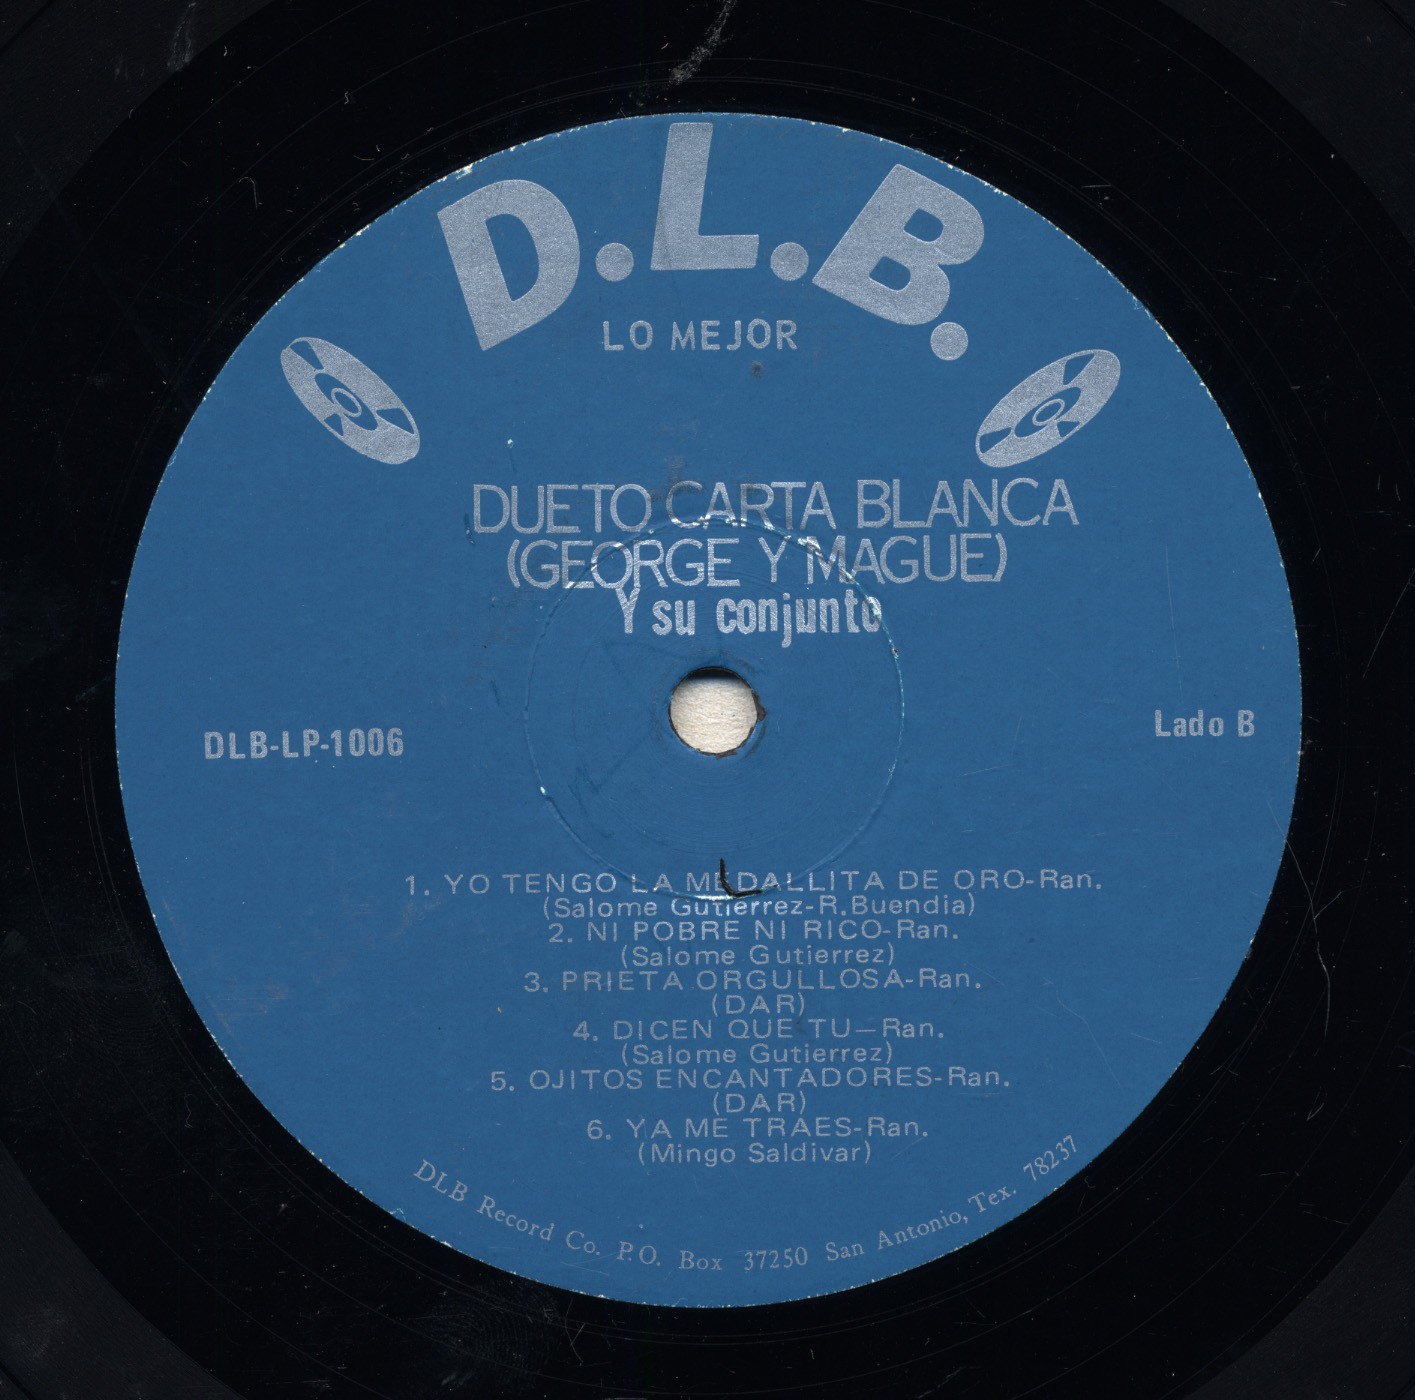 D.L.B.
LO MEJOR
DUETO CARTA BLANCA
(GEORGE Y MAGUE)
Y su conjunto
DLB-LP-1006
Lado B
1. YO TENGO LA MEDALLITA DE ORO-Ran.
(Salome Gutierrez-R.Buendia)
2. NI POBRE NI RICO-Ran.
(Salome Gutierrez)
3. PRIETA ORGULLOSA-Ran.
(DAR)
4. DICEN QUE TU—Ran.
(Salome Gutierrez)
5. OJITOS ENCANTADORES-Ran.
(DAR)
6. YA ME TRAES-Ran.
(Mingo Saldivar)
DLB Record Co. P.O. Box 37250 San Antonio, Tex. 78237